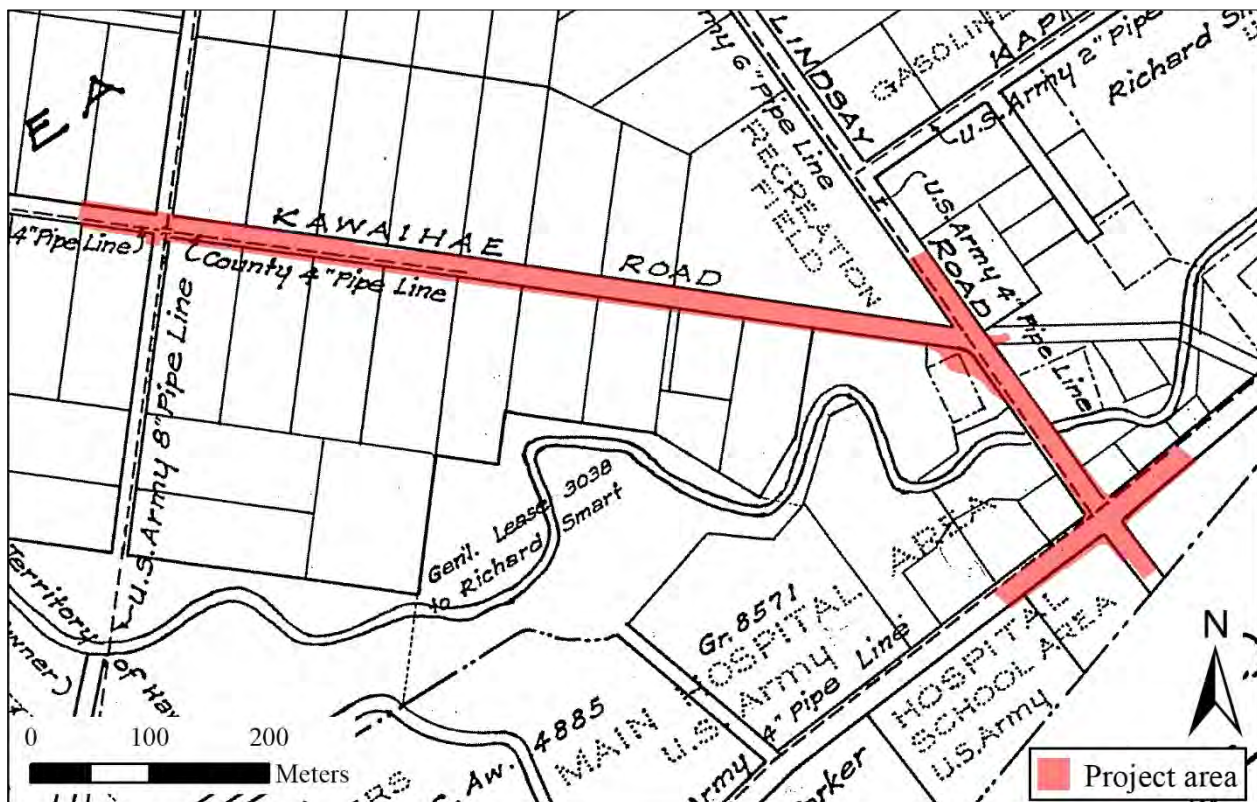 E A
4" Pipe Line
County 4" Pipe Line
KAWAIHAE ROAD
U.S. Army 8" Pipe Line
6" Pipe Line
LINDSAY
ROAD
RECREATION
FIELD
U.S. Army 2" Pipe
Richard
U.S. Army 4" Pipe Line
Gen'l. Lease 3038
to Richard Smart
Territory
of
Gr. 8571
HOSPITAL
AREA
U.S. Army
MAIN
4885
Aw.
Army 4" Pipe Line
HOSPITAL
SCHOOL AREA
U.S. Army
N
0 100 200
Meters
Project area